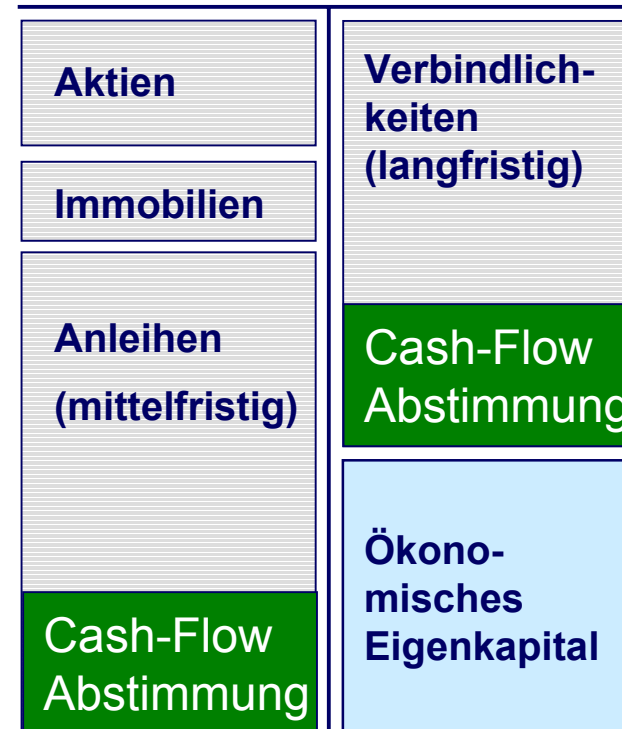 Aktien
Immobilien
Anleihen
(mittelfristig)
Cash-Flow
Abstimmung
Verbindlich-
keiten
(langfristig)
Cash-Flow
Abstimmung
Ökono-
misches
Eigenkapital